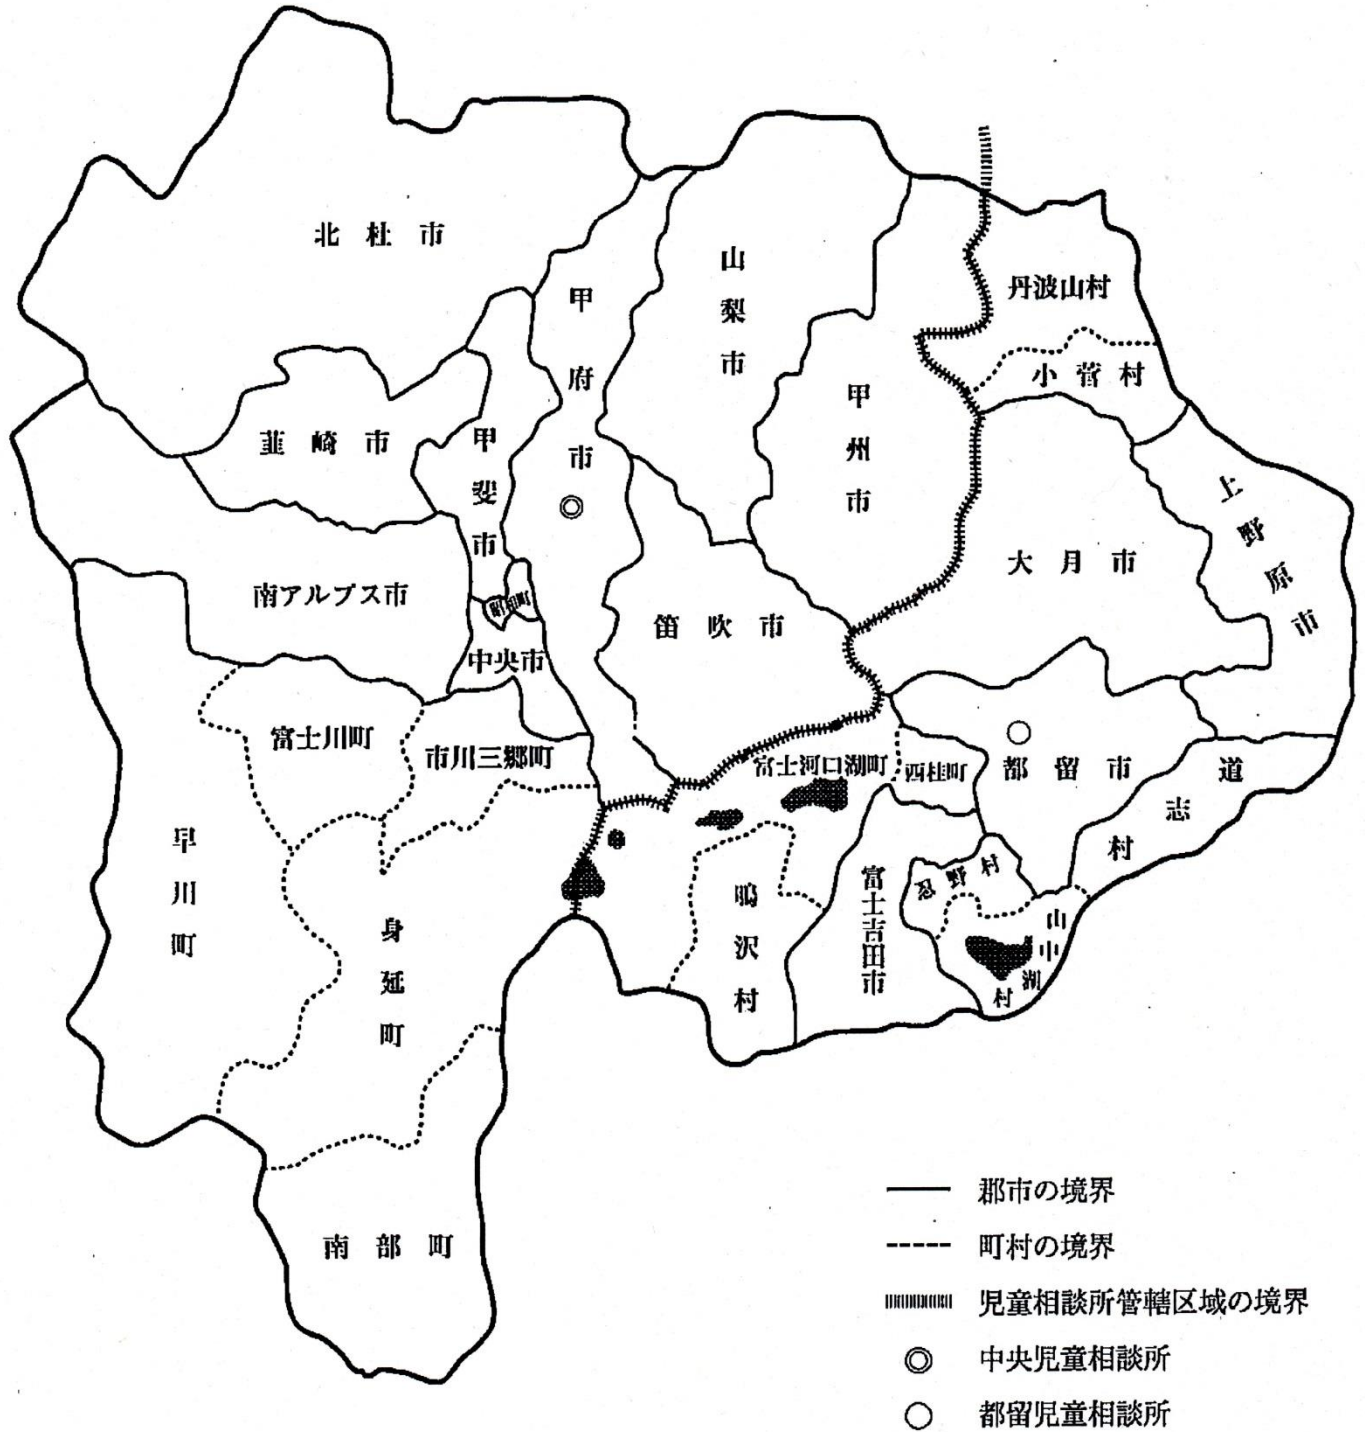 北杜市
甲府市
山梨市
丹波山村
小菅村
甲州市
韮崎市
甲斐市
上野原市
大月市
南アルプス市
昭和町
笛吹市
中央市
富士川町
市川三郷町
富士河口湖町
西桂町
都留市
道志村
早川町
身延町
鳴沢村
富士吉田市
忍野村
山中湖村
南部町
郡市の境界
町村の境界
児童相談所管轄区域の境界
中央児童相談所
都留児童相談所